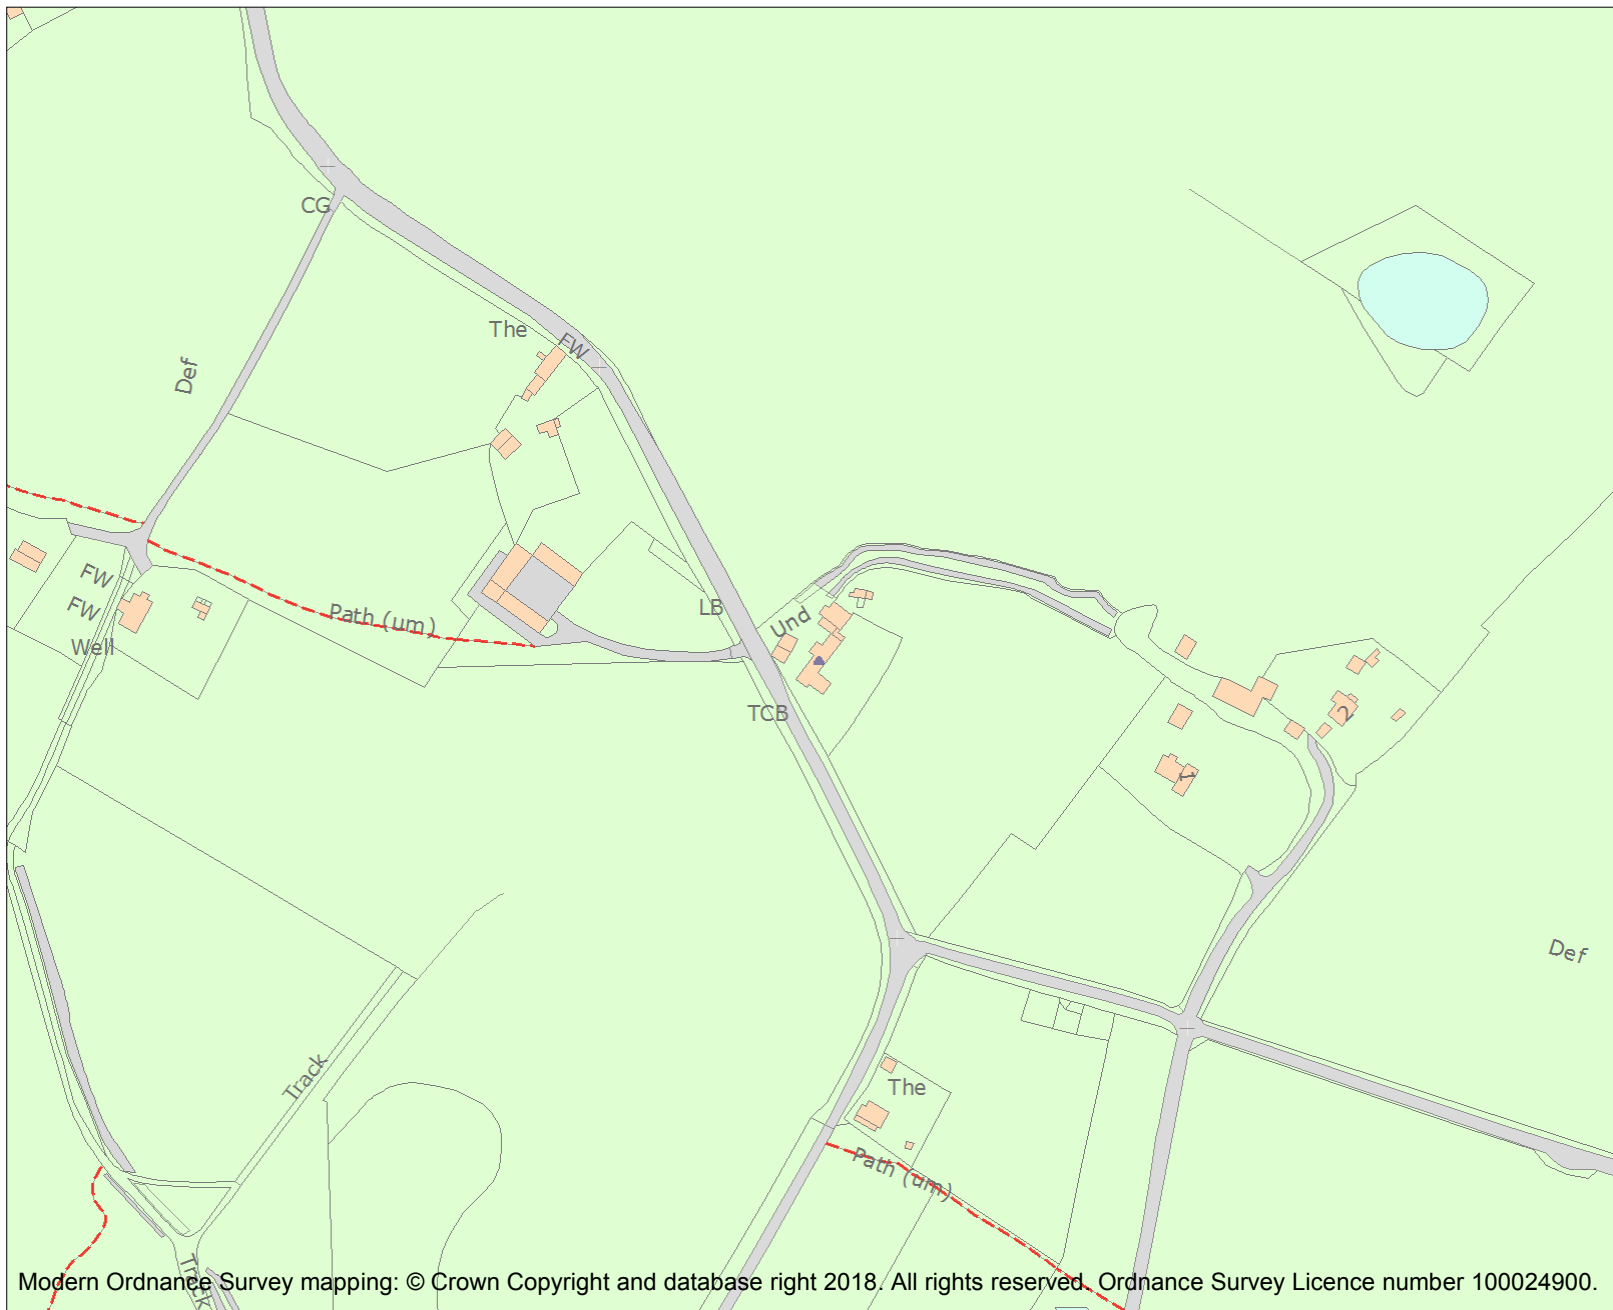 CG
The
FW
Def
FW
FW
Path (um)
LB
Und
Well
TCB
2
1
Def
Track
The
Path (um)
Track
Modern Ordnance Survey mapping: © Crown Copyright and database right 2018. All rights reserved. Ordnance Survey Licence number 100024900.